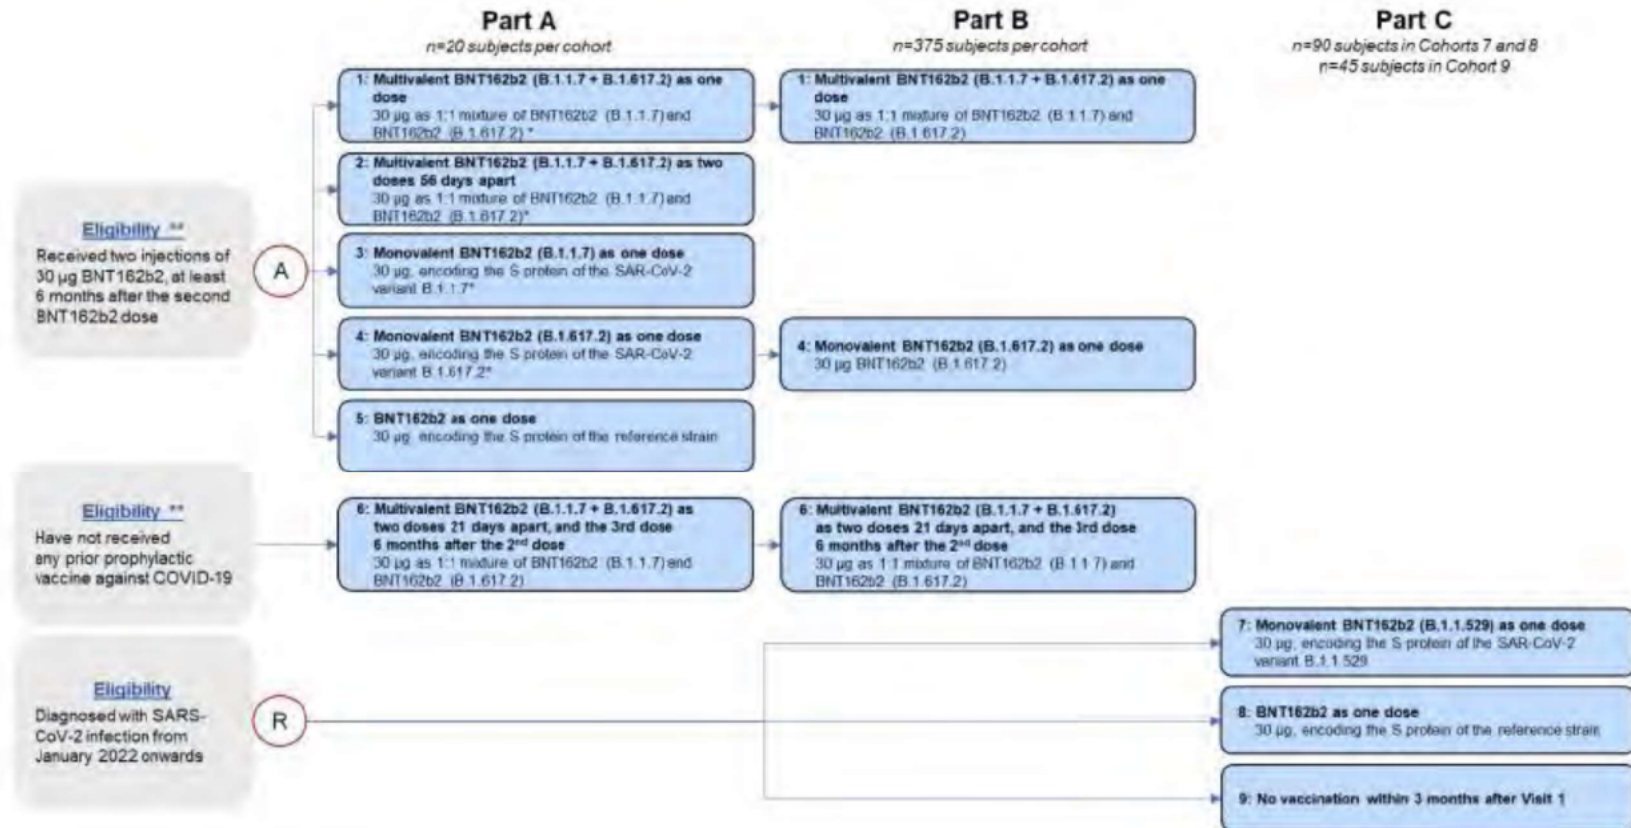 Part A
n=20 subjects per cohort
Part B
n=375 subjects per cohort
Part C
n=90 subjects in Cohorts 7 and 8
n=45 subjects in Cohort 9
Eligibility **
Received two injections of
30 µg BNT162b2, at least
6 months after the second
BNT162b2 dose
A
1: Multivalent BNT162b2 (B.1.1.7 + B.1.617.2) as one
dose
30 µg as 1:1 mixture of BNT162b2 (B.1.1.7) and
BNT162b2 (B.1.617.2) *
1: Multivalent BNT162b2 (B.1.1.7 + B.1.617.2) as one
dose
30 µg as 1:1 mixture of BNT162b2 (B.1.1.7) and
BNT162b2 (B.1.617.2)
2: Multivalent BNT162b2 (B.1.1.7 + B.1.617.2) as two
doses 56 days apart
30 µg as 1:1 mixture of BNT162b2 (B.1.1.7) and
BNT162b2 (B.1.617.2)*
3: Monovalent BNT162b2 (B.1.1.7) as one dose
30 µg, encoding the S protein of the SAR-CoV-2
variant B.1.1.7*
4: Monovalent BNT162b2 (B.1.617.2) as one dose
30 µg, encoding the S protein of the SAR-CoV-2
variant B.1.617.2*
4: Monovalent BNT162b2 (B.1.617.2) as one dose
30 µg BNT162b2 (B.1.617.2)
5: BNT162b2 as one dose
30 µg, encoding the S protein of the reference strain
Eligibility **
Have not received
any prior prophylactic
vaccine against COVID-19
6: Multivalent BNT162b2 (B.1.1.7 + B.1.617.2) as
two doses 21 days apart, and the 3rd dose
6 months after the 2nd dose
30 µg as 1:1 mixture of BNT162b2 (B.1.1.7) and
BNT162b2 (B.1.617.2)
6: Multivalent BNT162b2 (B.1.1.7 + B.1.617.2)
as two doses 21 days apart, and the 3rd dose
6 months after the 2nd dose
30 µg as 1:1 mixture of BNT162b2 (B.1.1.7) and
BNT162b2 (B.1.617.2)
Eligibility
Diagnosed with SARS-
CoV-2 infection from
January 2022 onwards
R
7: Monovalent BNT162b2 (B.1.1.529) as one dose
30 µg, encoding the S protein of the SAR-CoV-2
variant B.1.1.529
8: BNT162b2 as one dose
30 µg, encoding the S protein of the reference strain
9: No vaccination within 3 months after Visit 1